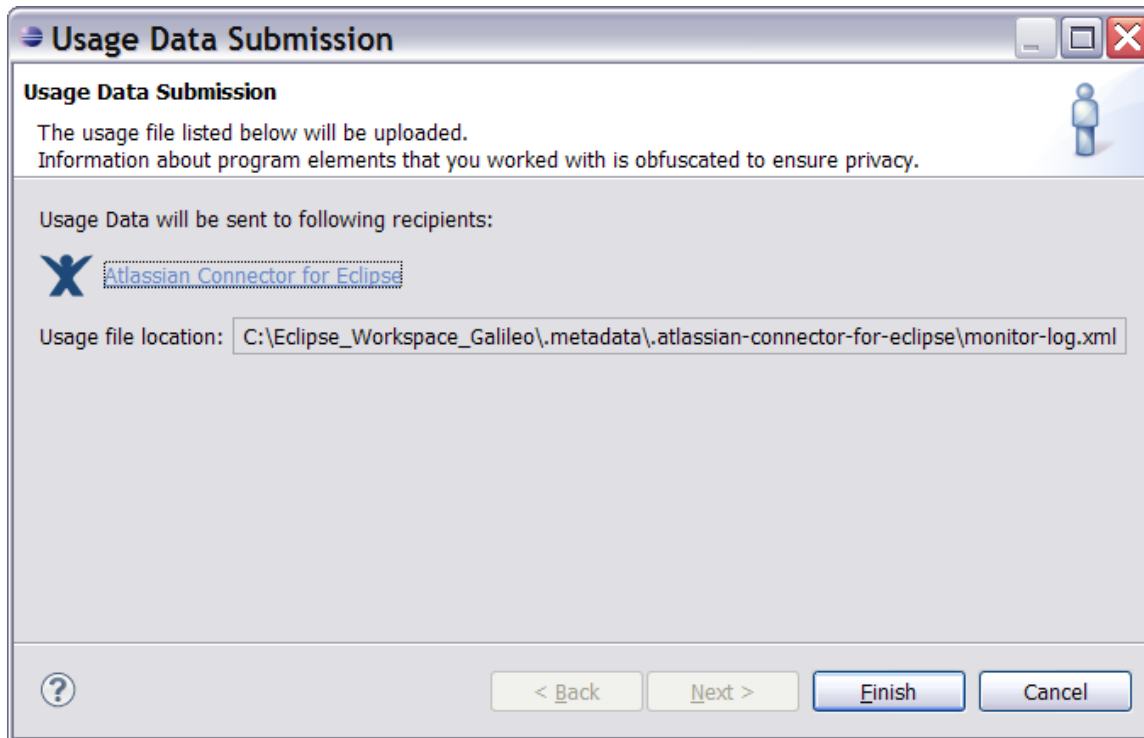 Usage Data Submission
Usage Data Submission
The usage file listed below will be uploaded.
Information about program elements that you worked with is obfuscated to ensure privacy.
Usage Data will be sent to following recipients:
Atlassian Connector for Eclipse
Usage file location: C:\Eclipse_Workspace_Galileo\.metadata\.atlassian-connector-for-eclipse\monitor-log.xml
? < Back Next > Finish Cancel